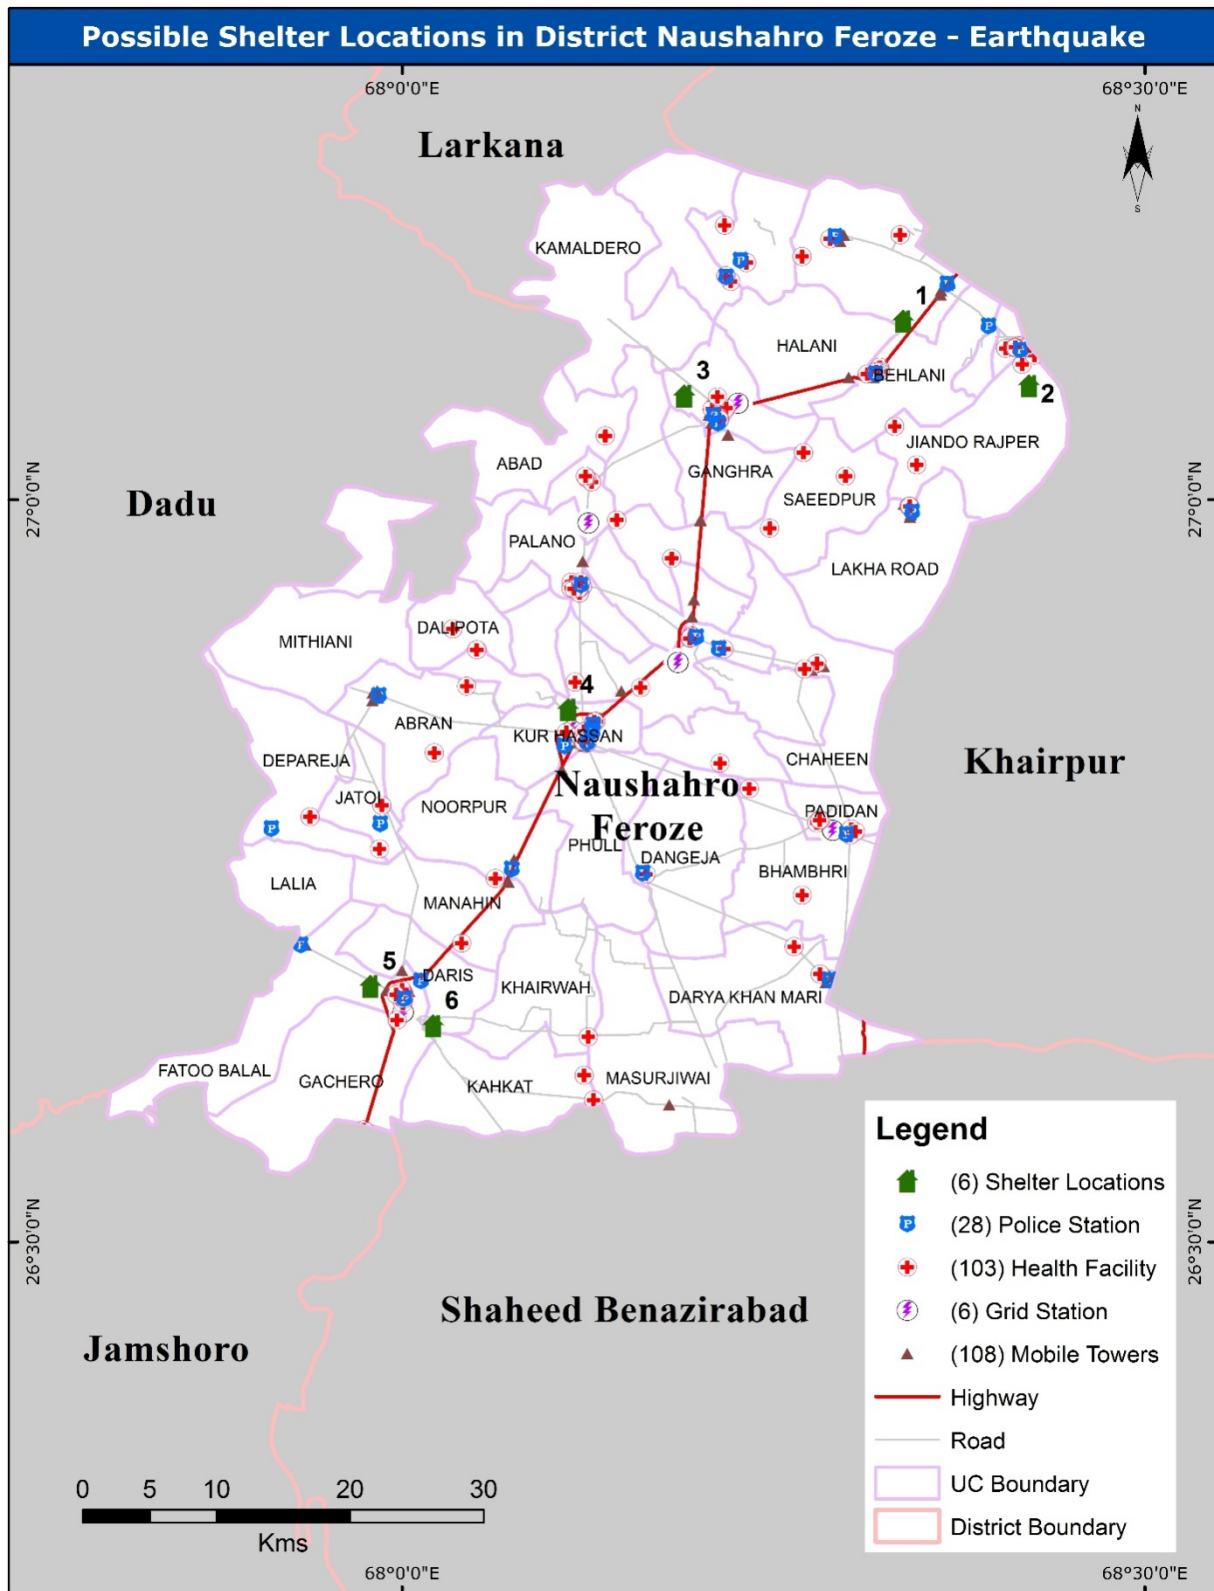 Possible Shelter Locations in District Naushahro Feroze - Earthquake
68°0'0"E
68°30'0"E
N
S
Larkana
KAMALDERO
1
HALANI
3
BEHLANI
2
JIANDO RAJPER
ABAD
GANGHRA
SAEEDPUR
27°0'0"N
27°0'0"N
Dadu
PALANO
LAKHA ROAD
MITHIANI
DALIPOTA
4
ABRAN
KUR HASSAN
DEPAREJA
CHAHEEN
Khairpur
JATOI
NOORPUR
Naushahro
Feroze
PADIDAN
PHULL
DANGEJA
BHAMBHRI
LALIA
MANAHIN
5
DARIS
KHAIRWAH
6
DARYA KHAN MARI
FATOO BALAL
GACHERO
KAHKAT
MASURJIWAI
26°30'0"N
26°30'0"N
Shaheed Benazirabad
Jamshoro
Legend
P
(6) Shelter Locations
(28) Police Station
(103) Health Facility
(6) Grid Station
(108) Mobile Towers
Highway
Road
UC Boundary
District Boundary
0 5 10 20 30
Kms
68°0'0"E
68°30'0"E